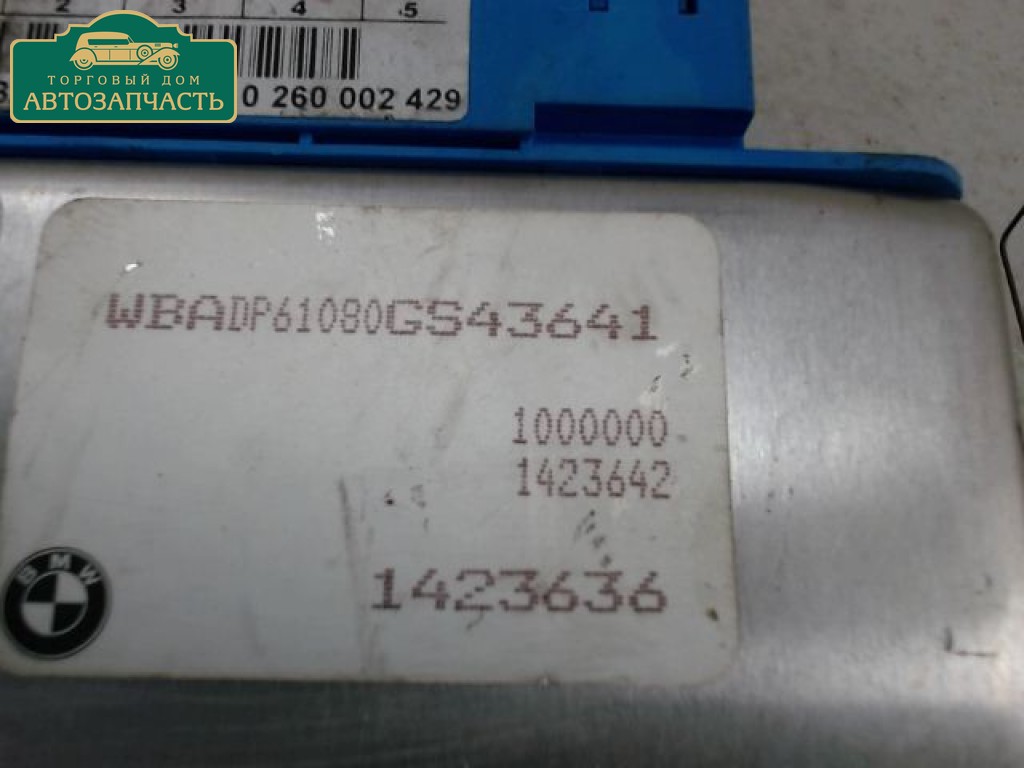 2 3 4 5
ТОРГОВЫЙ ДОМ
АВТОЗАПЧАСТЬ
0 260 002 429
WBADP61080GS43641
1000000
1423642
BMW
1423636